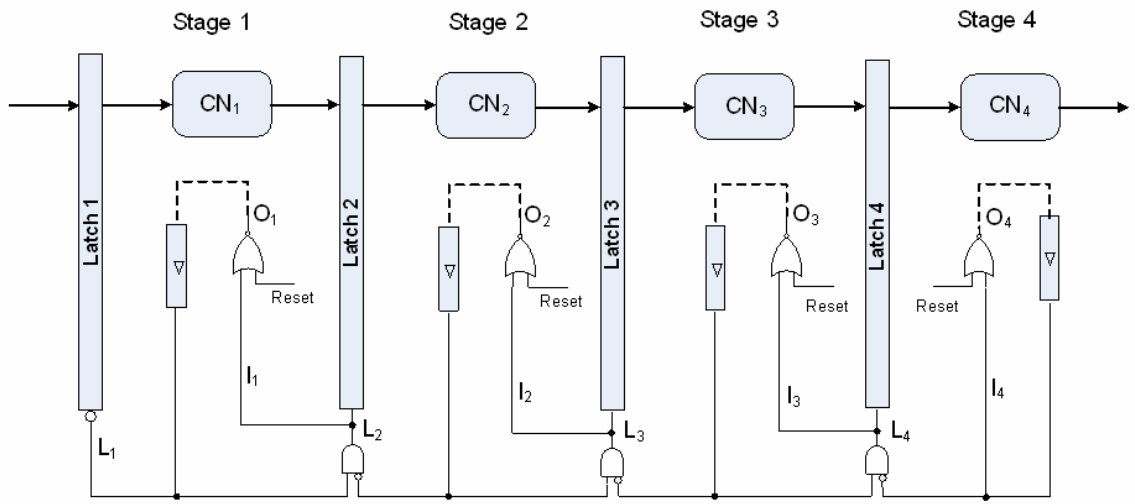 Stage 1
Stage 2
Stage 3
Stage 4
CN₁
CN₂
CN₃
CN₄
Latch 1
Latch 2
Latch 3
Latch 4
O₁
O₂
O₃
O₄
Reset
Reset
Reset
Reset
I₁
I₂
I₃
I₄
L₁
L₂
L₃
L₄